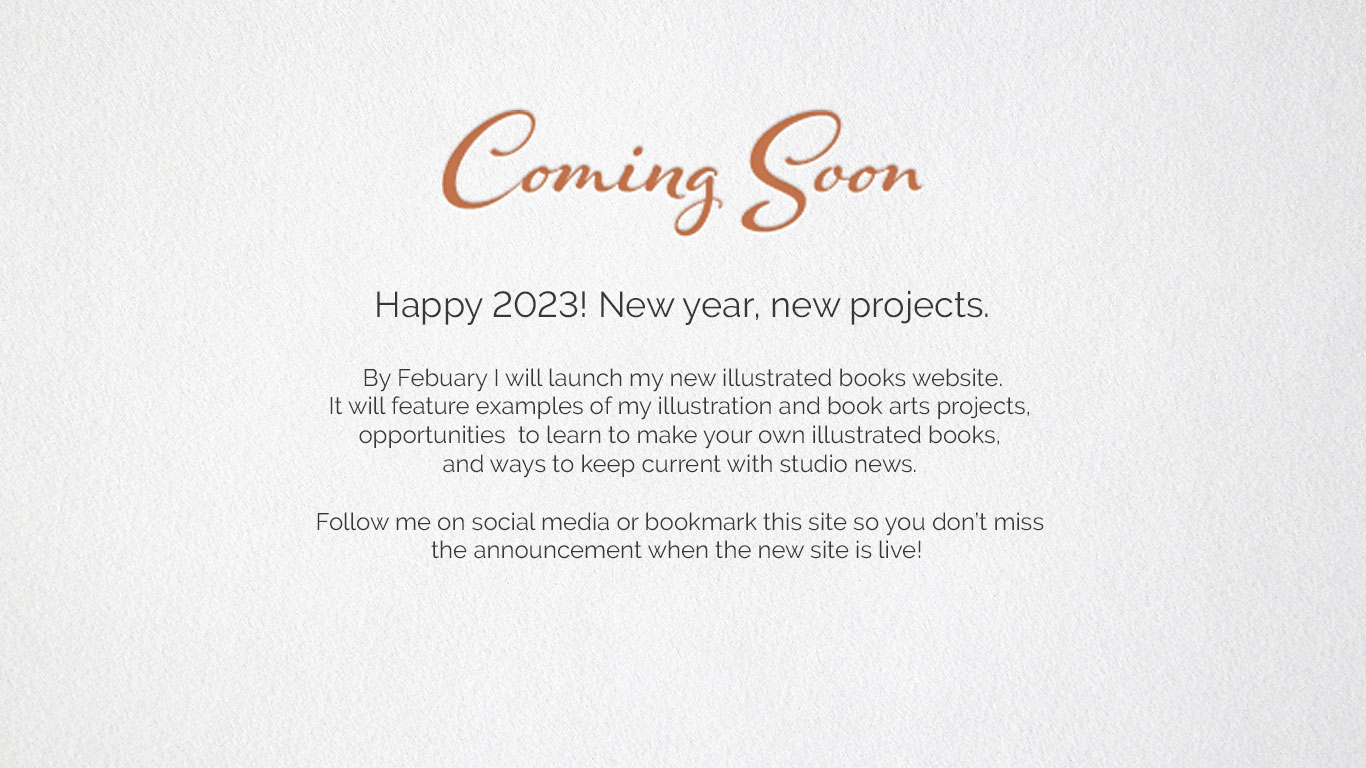 Coming Soon
Happy 2023! New year, new projects.
By Febuary I will launch my new illustrated books website.
It will feature examples of my illustration and book arts projects,
opportunities  to learn to make your own illustrated books,
and ways to keep current with studio news.
Follow me on social media or bookmark this site so you don’t miss
the announcement when the new site is live!